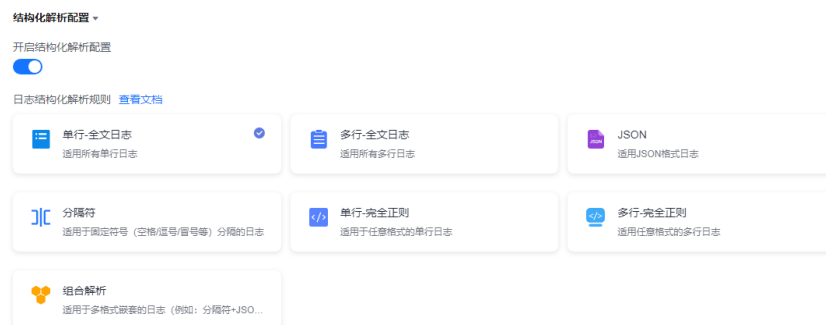 结构化解析配置
开启结构化解析配置
日志结构化解析规则 查看文档
单行-全文日志
适用所有单行日志
多行-全文日志
适用所有多行日志
JSON
适用JSON格式日志
分隔符
适用于固定符号（空格/逗号/冒号等）分隔的日志
单行-完全正则
适用于任意格式的单行日志
多行-完全正则
适用任意格式的多行日志
组合解析
适用于多格式嵌套的日志（例如：分隔符+JSO...